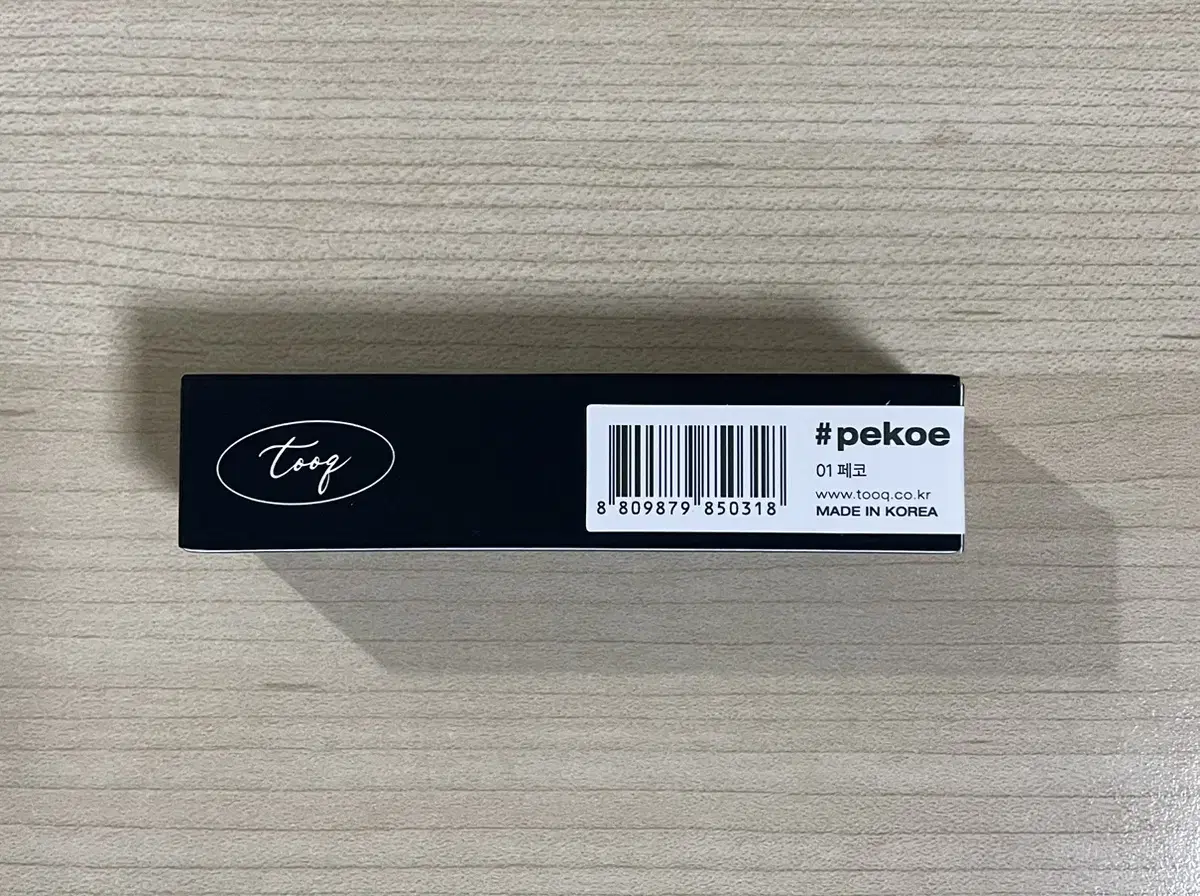 tooq
#pekoe
01 페코
www.tooq.co.kr
MADE IN KOREA
8 809879 850318